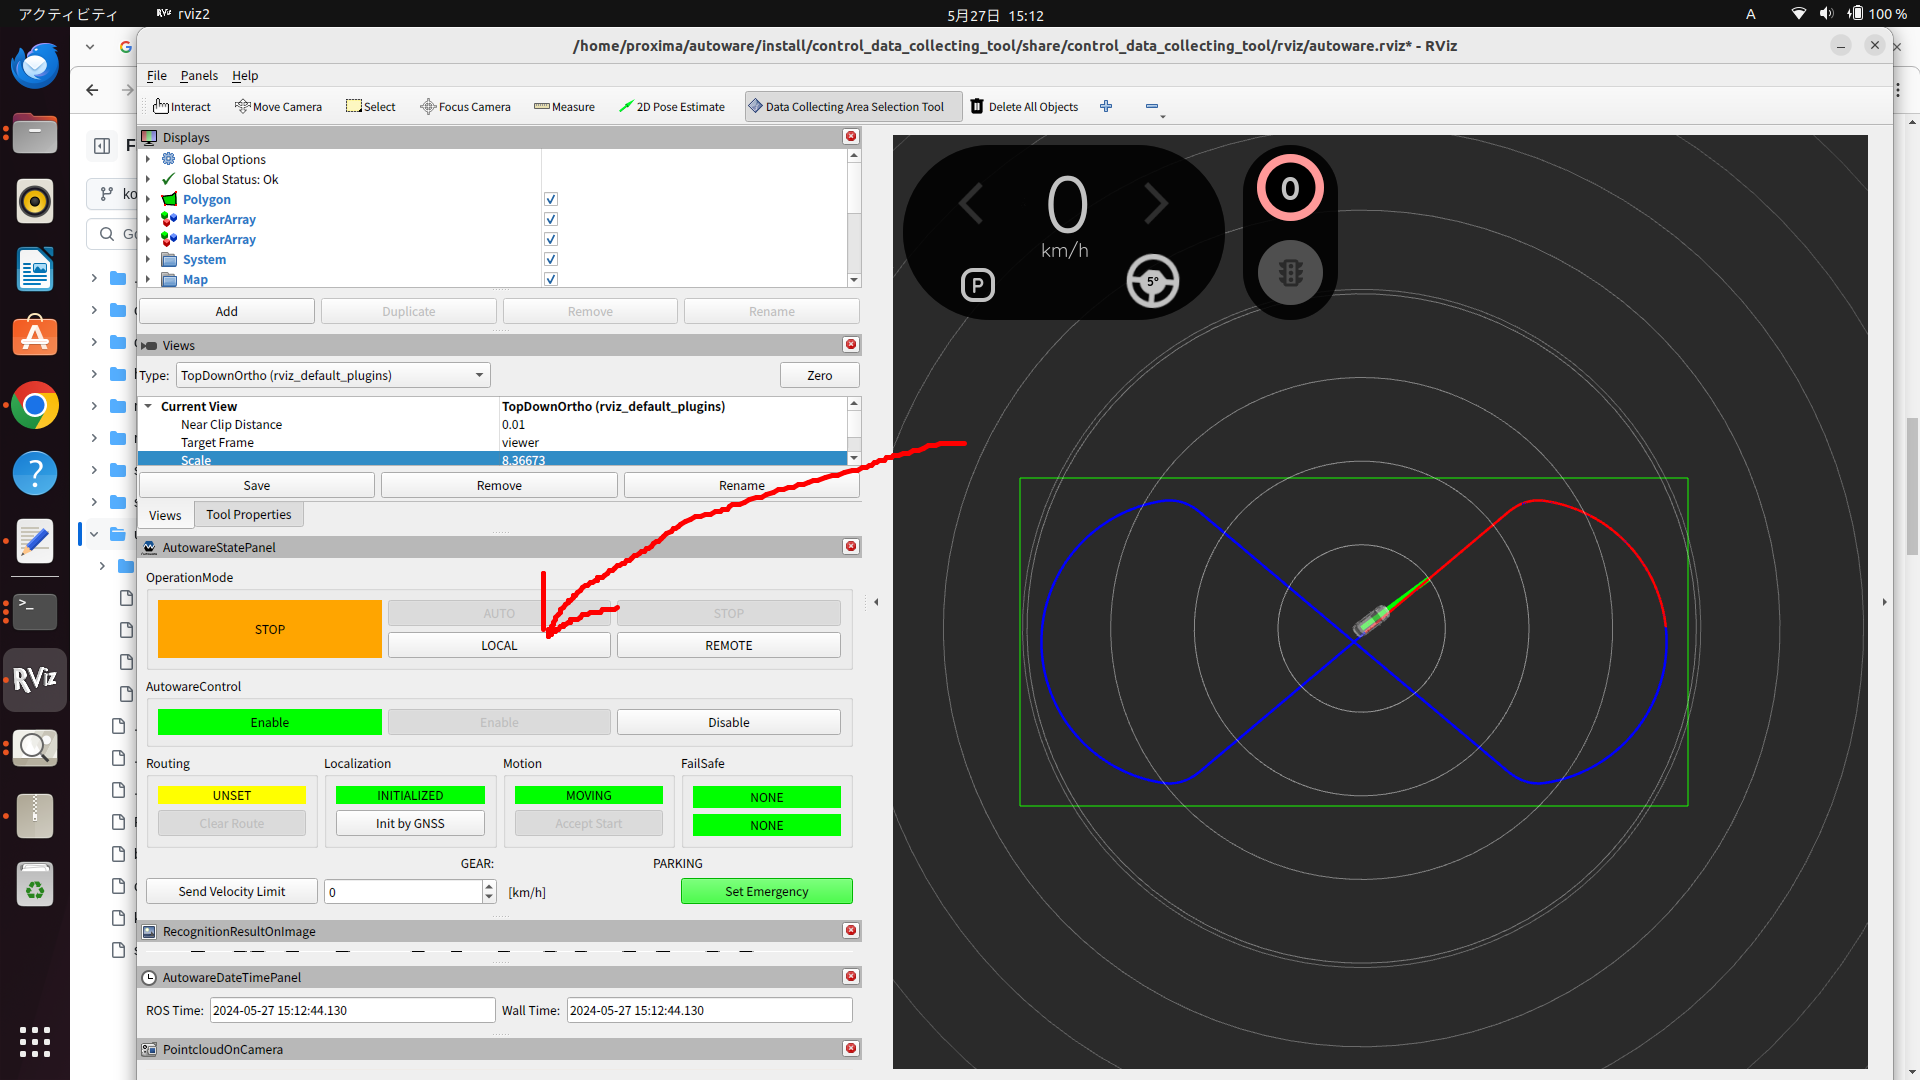 アクティビティ
RViz rviz2
5月27日 15:12
A
100 %
/home/proxima/autoware/install/control_data_collecting_tool/share/control_data_collecting_tool/rviz/autoware.rviz* - RViz
File Panels Help
Interact Move Camera Select Focus Camera Measure 2D Pose Estimate Data Collecting Area Selection Tool Delete All Objects
F
ko
Go
Displays
Global Options
Global Status: Ok
Polygon
MarkerArray
MarkerArray
System
Map
Add Duplicate Remove Rename
Views
Type: TopDownOrtho (rviz_default_plugins) Zero
Current View TopDownOrtho (rviz_default_plugins)
Near Clip Distance 0.01
Target Frame viewer
Scale 8.36673
Save Remove Rename
Views Tool Properties
AutowareStatePanel
OperationMode
STOP AUTO STOP
LOCAL REMOTE
AutowareControl
Enable Enable Disable
Routing Localization Motion FailSafe
UNSET INITIALIZED MOVING NONE
Clear Route Init by GNSS Accept Start NONE
GEAR: PARKING
Send Velocity Limit 0 [km/h] Set Emergency
RecognitionResultOnImage
AutowareDateTimePanel
ROS Time: 2024-05-27 15:12:44.130 Wall Time: 2024-05-27 15:12:44.130
PointcloudOnCamera
0
km/h
P
5°
0
RViz